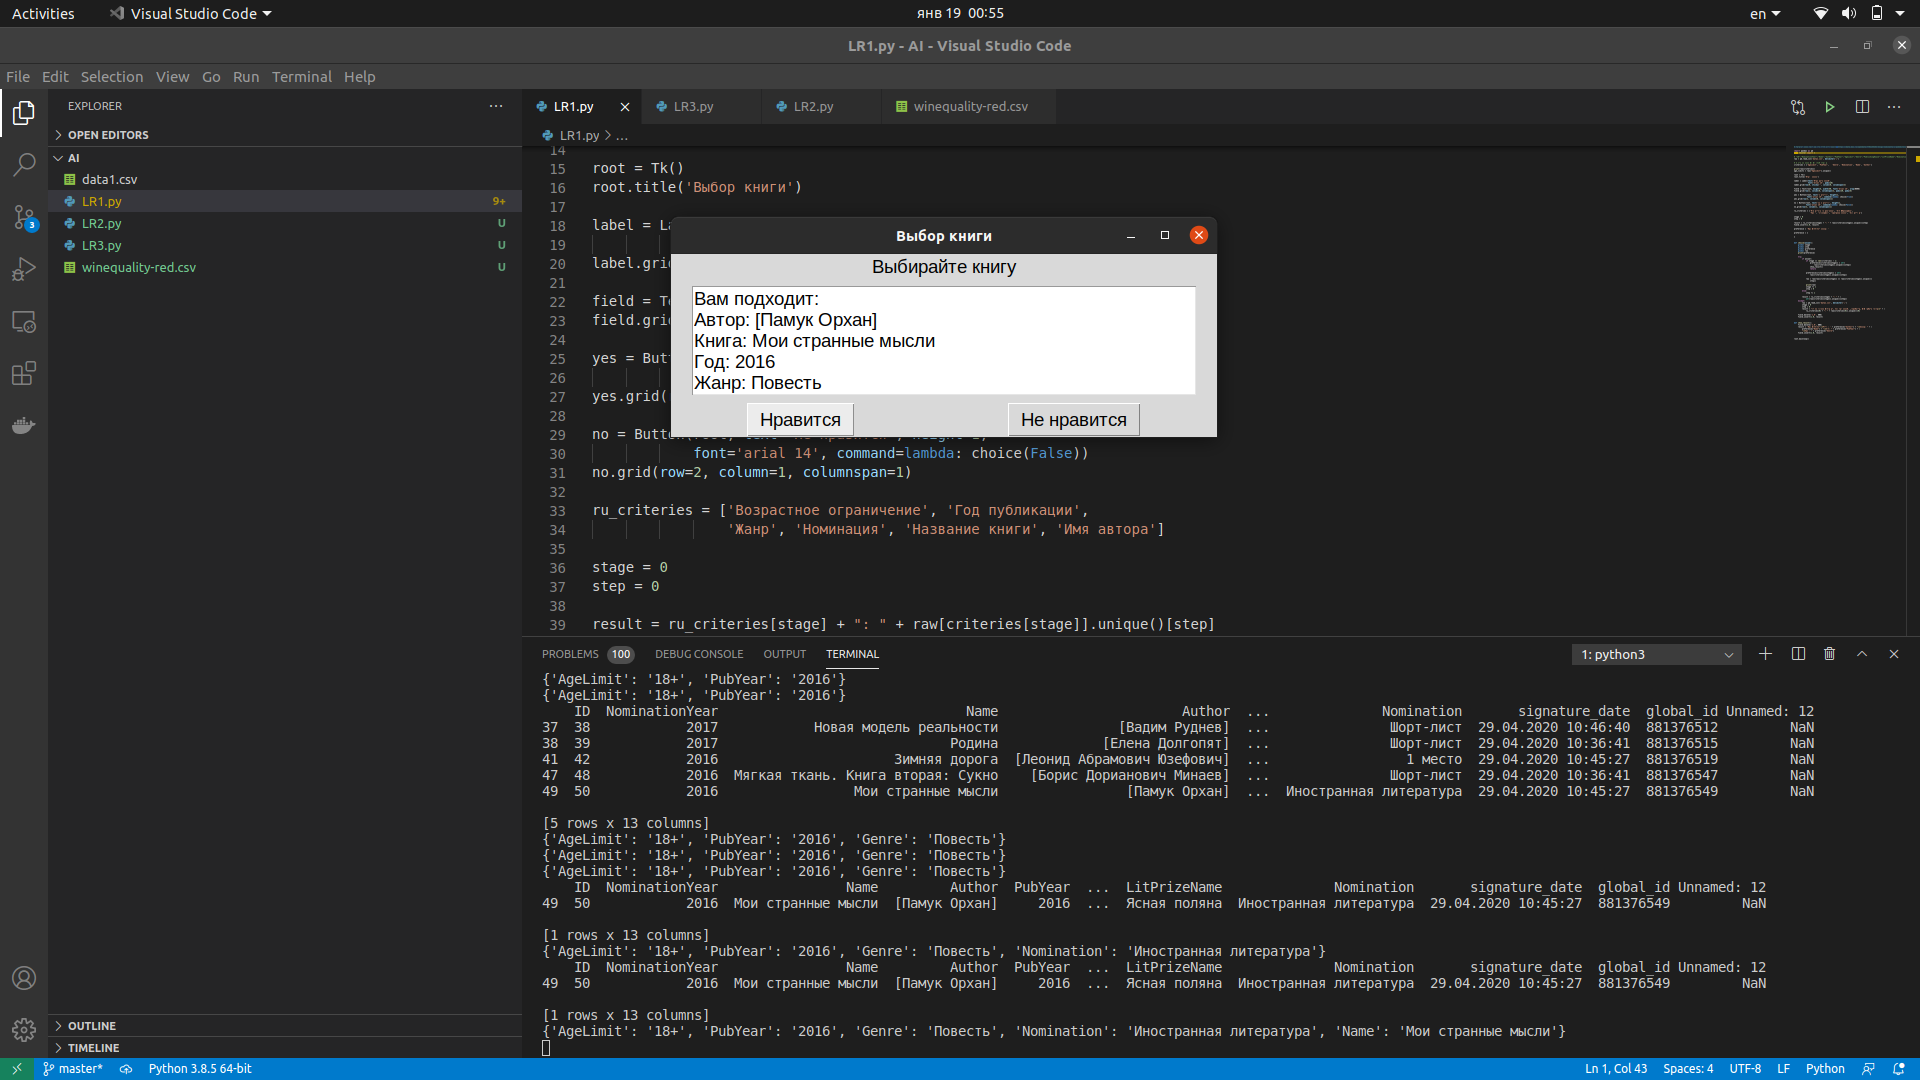 Activities
Visual Studio Code
янв 19 00:55
en
LR1.py - AI - Visual Studio Code
File Edit Selection View Go Run Terminal Help
EXPLORER
OPEN EDITORS
AI
data1.csv
LR1.py 9+
LR2.py U
LR3.py U
winequality-red.csv U
3
OUTLINE
TIMELINE
LR1.py LR3.py LR2.py winequality-red.csv
LR1.py > ...
14
15 root = Tk()
16 root.title('Выбор книги')
17
18 label = La
19
20 label.grid
21
22 field = Te
23 field.grid
24
25 yes = Butt
26
27 yes.grid(
28
29 no = Button
30 font='arial 14', command=lambda: choice(False))
31 no.grid(row=2, column=1, columnspan=1)
32
33 ru_criteries = ['Возрастное ограничение', 'Год публикации',
34 'Жанр', 'Номинация', 'Название книги', 'Имя автора']
35
36 stage = 0
37 step = 0
38
39 result = ru_criteries[stage] + ": " + raw[criteries[stage]].unique()[step]
Выбор книги
Выбирайте книгу
Вам подходит:
Автор: [Памук Орхан]
Книга: Мои странные мысли
Год: 2016
Жанр: Повесть
Нравится Не нравится
PROBLEMS 100 DEBUG CONSOLE OUTPUT TERMINAL 1: python3
{'AgeLimit': '18+', 'PubYear': '2016'}
{'AgeLimit': '18+', 'PubYear': '2016'}
ID NominationYear Name Author ... Nomination signature_date global_id Unnamed: 12
37 38 2017 Новая модель реальности [Вадим Руднев] ... Шорт-лист 29.04.2020 10:46:40 881376512 NaN
38 39 2017 Родина [Елена Долгопят] ... Шорт-лист 29.04.2020 10:36:41 881376515 NaN
41 42 2016 Зимняя дорога [Леонид Абрамович Юзефович] ... 1 место 29.04.2020 10:45:27 881376519 NaN
47 48 2016 Мягкая ткань. Книга вторая: Сукно [Борис Дорианович Минаев] ... Шорт-лист 29.04.2020 10:36:41 881376547 NaN
49 50 2016 Мои странные мысли [Памук Орхан] ... Иностранная литература 29.04.2020 10:45:27 881376549 NaN
[5 rows x 13 columns]
{'AgeLimit': '18+', 'PubYear': '2016', 'Genre': 'Повесть'}
{'AgeLimit': '18+', 'PubYear': '2016', 'Genre': 'Повесть'}
{'AgeLimit': '18+', 'PubYear': '2016', 'Genre': 'Повесть'}
ID NominationYear Name Author PubYear ... LitPrizeName Nomination signature_date global_id Unnamed: 12
49 50 2016 Мои странные мысли [Памук Орхан] 2016 ... Ясная поляна Иностранная литература 29.04.2020 10:45:27 881376549 NaN
[1 rows x 13 columns]
{'AgeLimit': '18+', 'PubYear': '2016', 'Genre': 'Повесть', 'Nomination': 'Иностранная литература'}
ID NominationYear Name Author PubYear ... LitPrizeName Nomination signature_date global_id Unnamed: 12
49 50 2016 Мои странные мысли [Памук Орхан] 2016 ... Ясная поляна Иностранная литература 29.04.2020 10:45:27 881376549 NaN
[1 rows x 13 columns]
{'AgeLimit': '18+', 'PubYear': '2016', 'Genre': 'Повесть', 'Nomination': 'Иностранная литература', 'Name': 'Мои странные мысли'}
master* Python 3.8.5 64-bit Ln 1, Col 43 Spaces: 4 UTF-8 LF Python